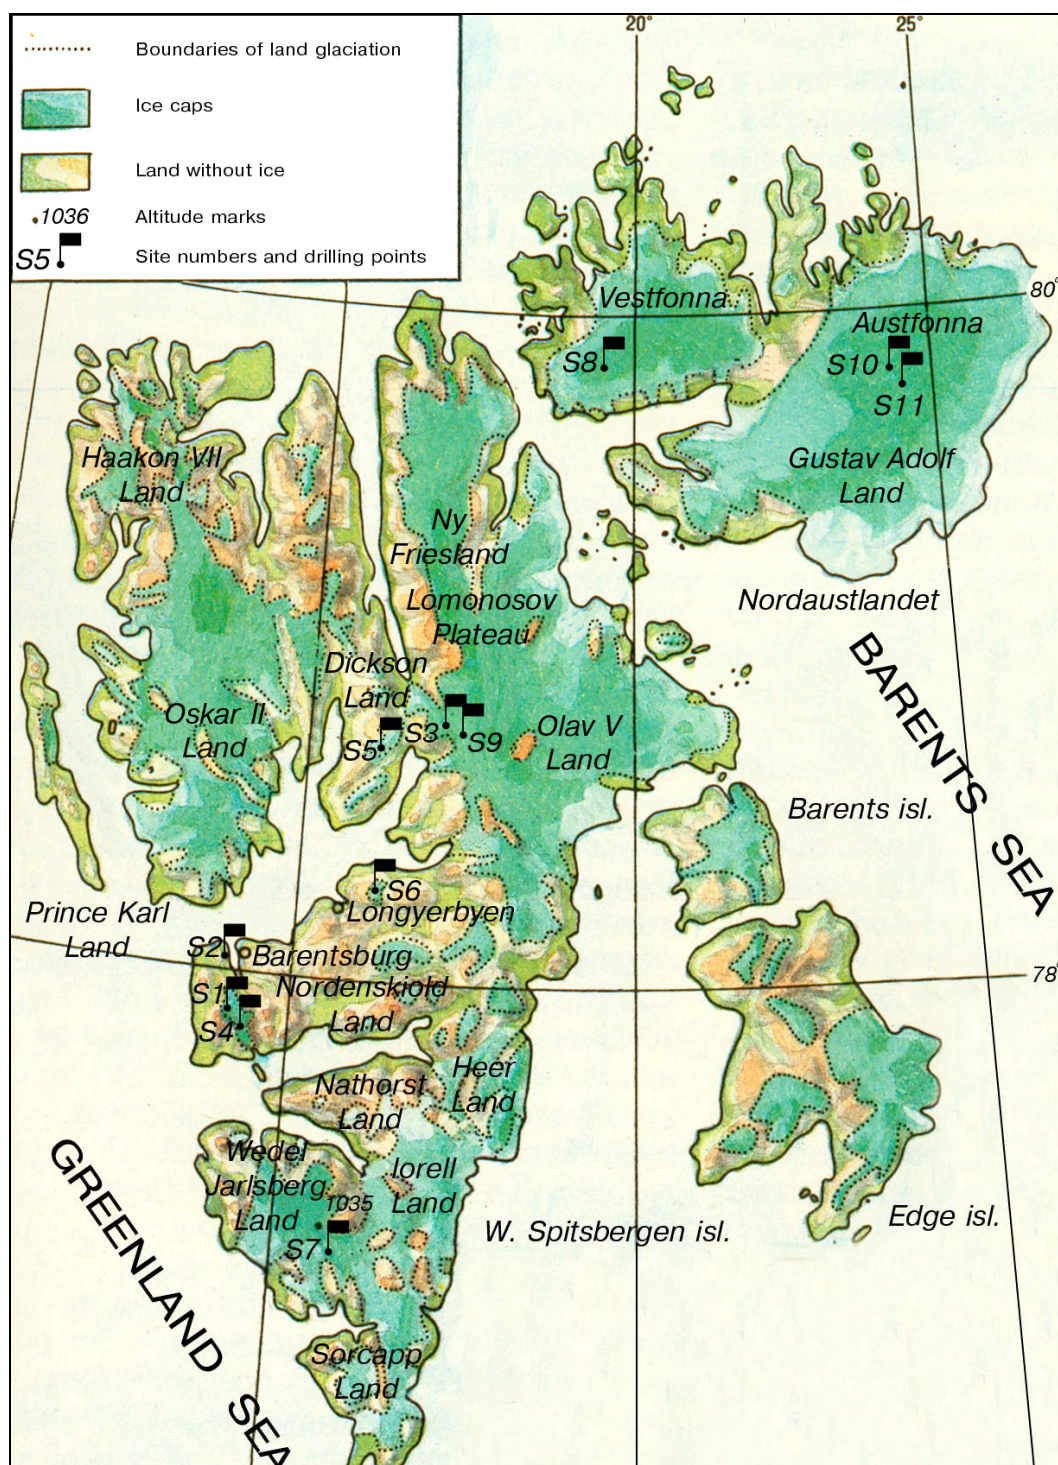 20°
25°
Boundaries of land glaciation
Ice caps
Land without ice
1036
Altitude marks
S5
Site numbers and drilling points
80°
Vestfonna
Austfonna
S8
S10
S11
Haakon VII
Land
Gustav Adolf
Land
Ny
Friesland
Lomonosov
Plateau
Nordaustlandet
Dickson
Land
BARENTS SEA
Oskar II
Land
S5
S3
S9
Olav V
Land
Barents isl.
S6
Longyerbyen
Prince Karl
Land
S2
Barentsburg
78°
S1
Nordenskiold
Land
S4
Heer
Land
Nathorst
Land
Wedel
Jarlsberg
Land
Iorell
Land
1035
S7
W. Spitsbergen isl.
Edge isl.
GREENLAND SEA
Sorcapp
Land